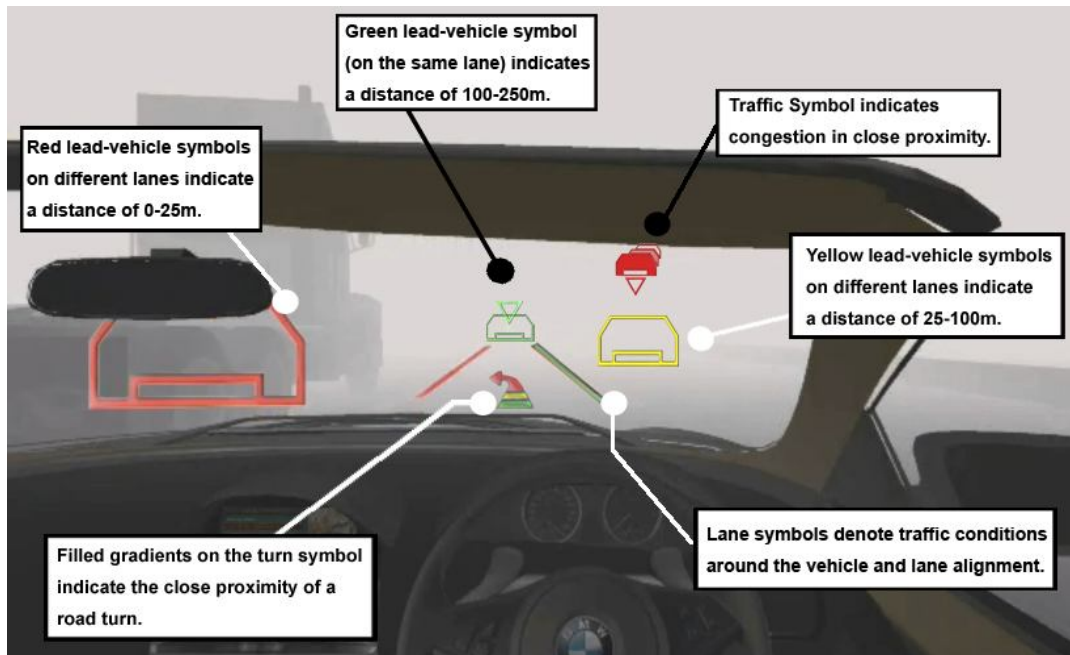 Green lead-vehicle symbol
(on the same lane) indicates
a distance of 100-250m.
Traffic Symbol indicates
congestion in close proximity.
Red lead-vehicle symbols
on different lanes indicate
a distance of 0-25m.
Yellow lead-vehicle symbols
on different lanes indicate
a distance of 25-100m.
Filled gradients on the turn symbol
indicate the close proximity of a
road turn.
Lane symbols denote traffic conditions
around the vehicle and lane alignment.